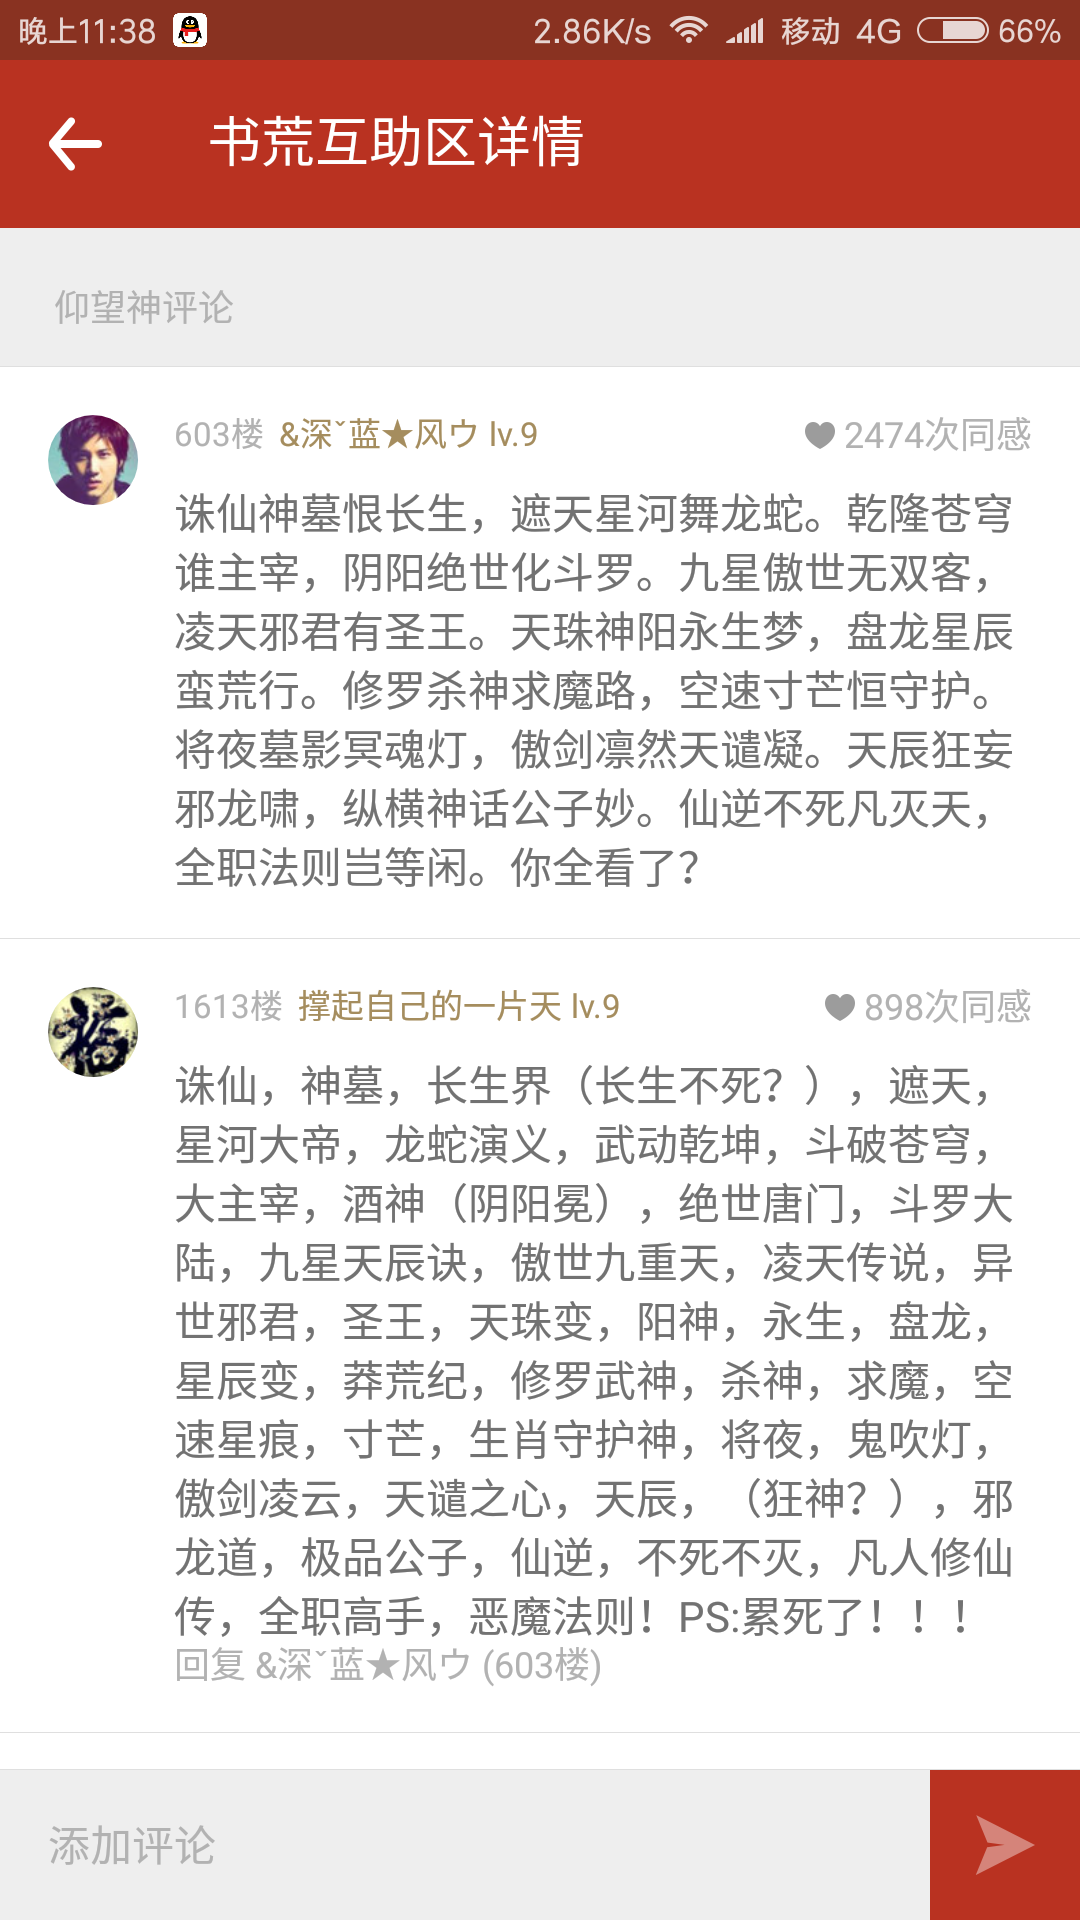 晚上11:38 2.86K/s 移动 4G 66%
书荒互助区详情
仰望神评论
603楼 &深ˇ蓝★风ウ lv.9 2474次同感
诛仙神墓恨长生，遮天星河舞龙蛇。乾隆苍穹
谁主宰，阴阳绝世化斗罗。九星傲世无双客，
凌天邪君有圣王。天珠神阳永生梦，盘龙星辰
蛮荒行。修罗杀神求魔路，空速寸芒恒守护。
将夜墓影冥魂灯，傲剑凛然天谴凝。天辰狂妄
邪龙啸，纵横神话公子妙。仙逆不死凡灭天，
全职法则岂等闲。你全看了？
1613楼 撑起自己的一片天 lv.9 898次同感
诛仙，神墓，长生界（长生不死？），遮天，
星河大帝，龙蛇演义，武动乾坤，斗破苍穹，
大主宰，酒神（阴阳冕），绝世唐门，斗罗大
陆，九星天辰诀，傲世九重天，凌天传说，异
世邪君，圣王，天珠变，阳神，永生，盘龙，
星辰变，莽荒纪，修罗武神，杀神，求魔，空
速星痕，寸芒，生肖守护神，将夜，鬼吹灯，
傲剑凌云，天谴之心，天辰，（狂神？），邪
龙道，极品公子，仙逆，不死不灭，凡人修仙
传，全职高手，恶魔法则！PS:累死了！！！
回复 &深ˇ蓝★风ウ (603楼)
添加评论